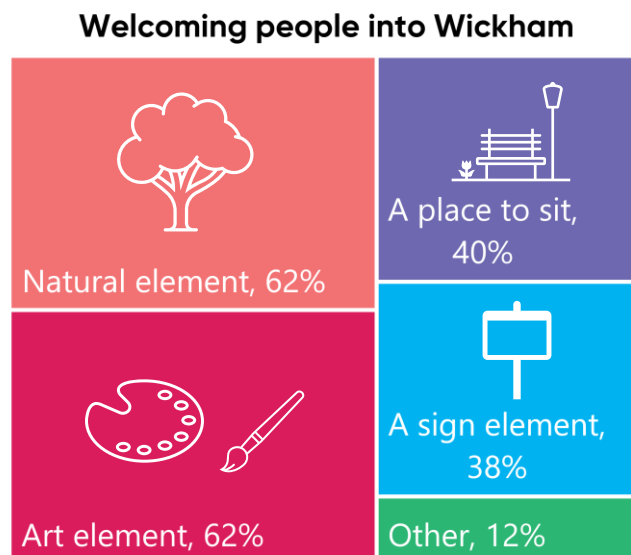 Welcoming people into Wickham
Natural element, 62%
A place to sit,
40%
Art element, 62%
A sign element,
38%
Other, 12%